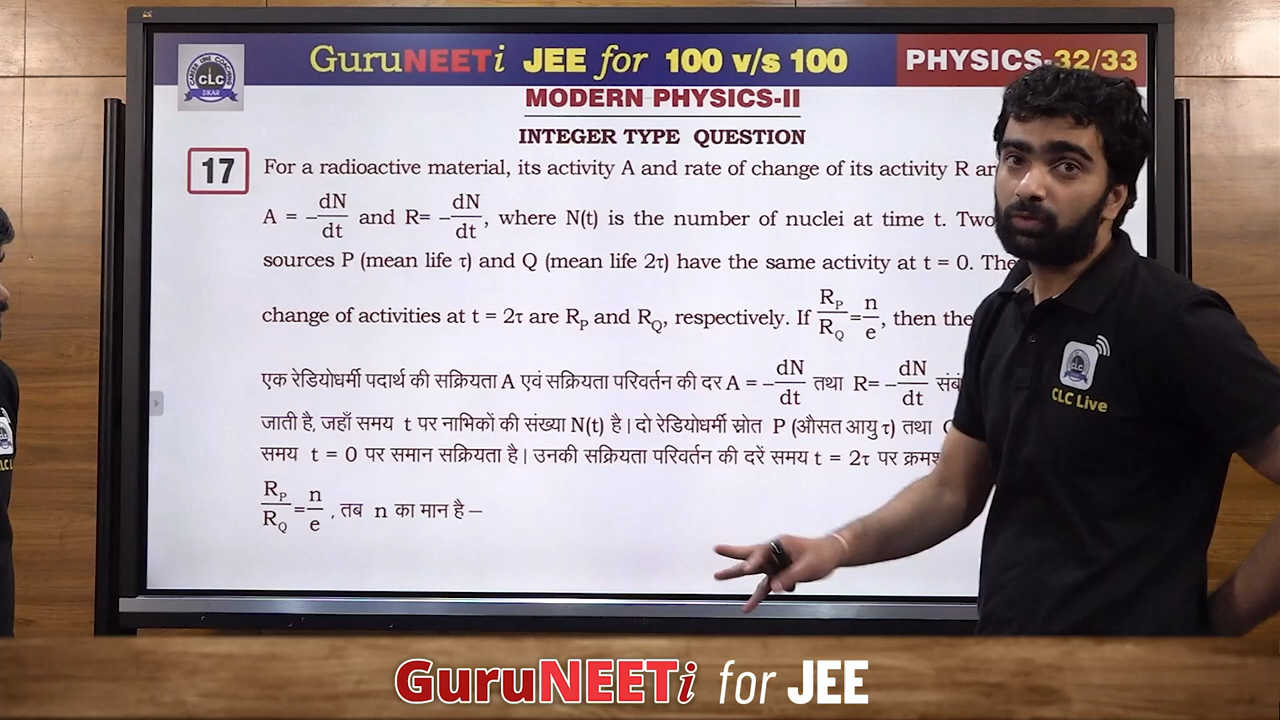 GuruNEETi JEE for 100 v/s 100
PHYSICS-32/33
CLC
SIKAR
MODERN PHYSICS-II
INTEGER TYPE QUESTION
17
For a radioactive material, its activity A and rate of change of its activity R
A = -dN/dt and R= -dN/dt, where N(t) is the number of nuclei at time t. Two
sources P (mean life τ) and Q (mean life 2τ) have the same activity at t = 0.
change of activities at t = 2τ are R_P and R_Q, respectively. If R_P/R_Q=n/e, then the
एक रेडियोधर्मी पदार्थ की सक्रियता A एवं सक्रियता परिवर्तन की दर A = -dN/dt तथा R= -dN/dt
जाती है, जहाँ समय t पर नाभिकों की संख्या N(t) है। दो रेडियोधर्मी स्रोत P (औसत आयु τ) तथा
समय t = 0 पर समान सक्रियता है। उनकी सक्रियता परिवर्तन की दरें समय t = 2τ पर
R_P/R_Q=n/e, तब n का मान है –
CLC
CLC Live
GuruNEETi for JEE